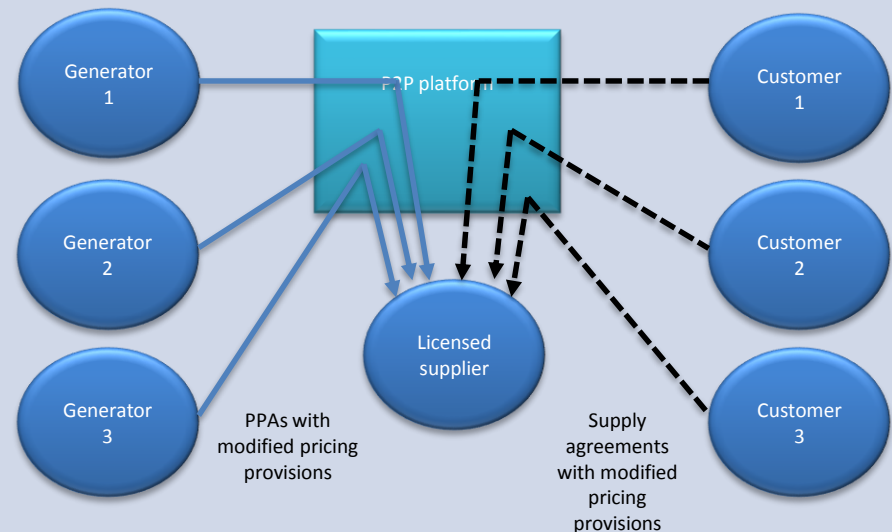 Generator
1
P2P platform
Customer
1
Generator
2
Customer
2
Licensed
supplier
Generator
3
PPAs with
modified pricing
provisions
Supply
agreements
with modified
pricing
provisions
Customer
3